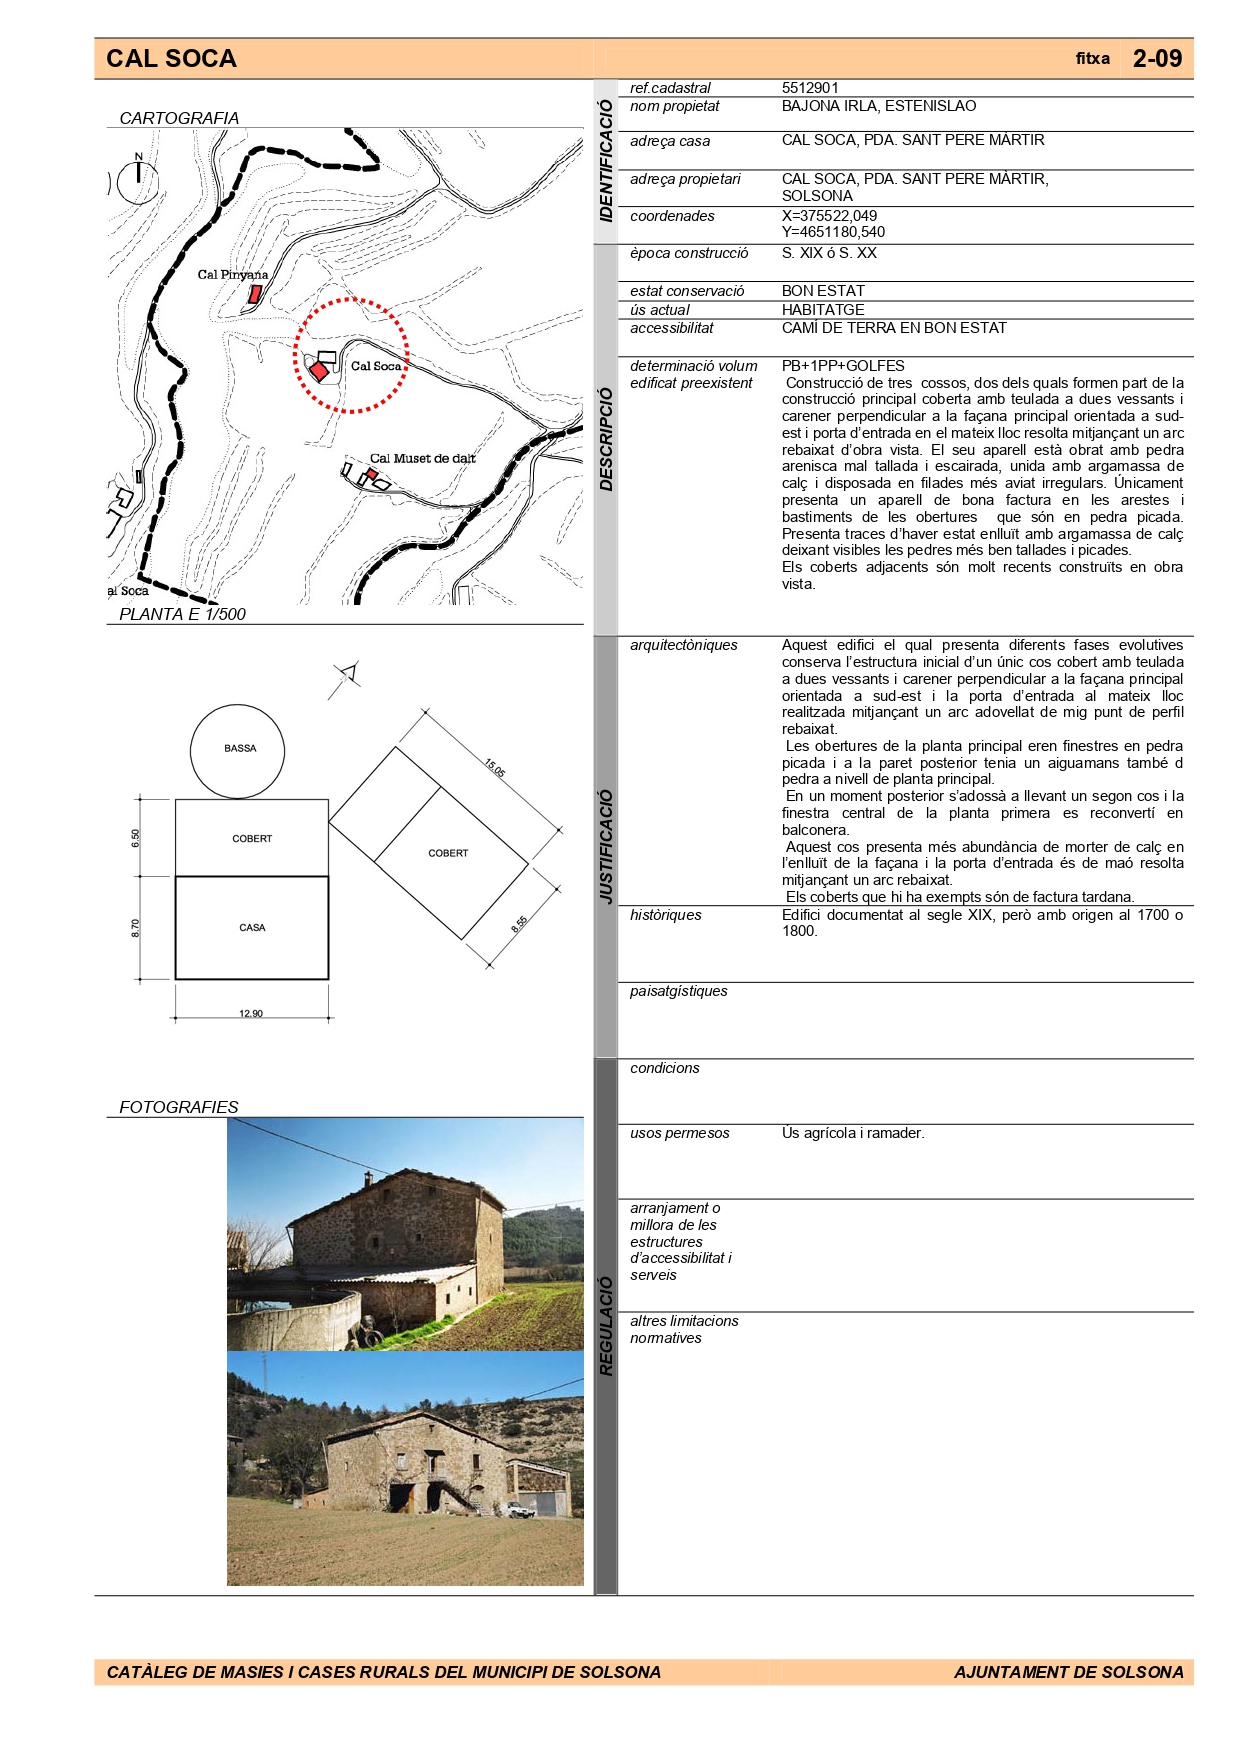 CAL SOCA
fitxa 2-09
CARTOGRAFIA
N
Cal Pinyana
Cal Soca
Cal Muset de dalt
al Soca
PLANTA E 1/500
BASSA
COBERT
CASA
COBERT
6.50
8.70
12.90
15.05
8.55
FOTOGRAFIES
IDENTIFICACIÓ
ref.cadastral 5512901
nom propietat BAJONA IRLA, ESTENISLAO
adreça casa CAL SOCA, PDA. SANT PERE MÀRTIR
adreça propietari CAL SOCA, PDA. SANT PERE MÀRTIR,
SOLSONA
coordenades X=375522,049
Y=4651180,540
DESCRIPCIÓ
època construcció S. XIX ó S. XX
estat conservació BON ESTAT
ús actual HABITATGE
accessibilitat CAMÍ DE TERRA EN BON ESTAT
determinació volum
edificat preexistent
PB+1PP+GOLFES
Construcció de tres cossos, dos dels quals formen part de la
construcció principal coberta amb teulada a dues vessants i
carener perpendicular a la façana principal orientada a sud-
est i porta d'entrada en el mateix lloc resolta mitjançant un arc
rebaixat d'obra vista. El seu aparell està obrat amb pedra
arenisca mal tallada i escairada, unida amb argamassa de
calç i disposada en filades més aviat irregulars. Únicament
presenta un aparell de bona factura en les arestes i
bastiments de les obertures que són en pedra picada.
Presenta traces d'haver estat enlluït amb argamassa de calç
deixant visibles les pedres més ben tallades i picades.
Els coberts adjacents són molt recents construïts en obra
vista.
JUSTIFICACIÓ
arquitectòniques
Aquest edifici el qual presenta diferents fases evolutives
conserva l'estructura inicial d'un únic cos cobert amb teulada
a dues vessants i carener perpendicular a la façana principal
orientada a sud-est i la porta d'entrada al mateix lloc
realitzada mitjançant un arc adovellat de mig punt de perfil
rebaixat.
Les obertures de la planta principal eren finestres en pedra
picada i a la paret posterior tenia un aiguamans també d
pedra a nivell de planta principal.
En un moment posterior s'adossà a llevant un segon cos i la
finestra central de la planta primera es reconvertí en
balconera.
Aquest cos presenta més abundància de morter de calç en
l'enlluït de la façana i la porta d'entrada és de maó resolta
mitjançant un arc rebaixat.
Els coberts que hi ha exempts són de factura tardana.
històriques
Edifici documentat al segle XIX, però amb origen al 1700 o
1800.
paisatgístiques
REGULACIÓ
condicions
usos permesos Ús agrícola i ramader.
arranjament o
millora de les
estructures
d'accessibilitat i
serveis
altres limitacions
normatives
CATÀLEG DE MASIES I CASES RURALS DEL MUNICIPI DE SOLSONA
AJUNTAMENT DE SOLSONA